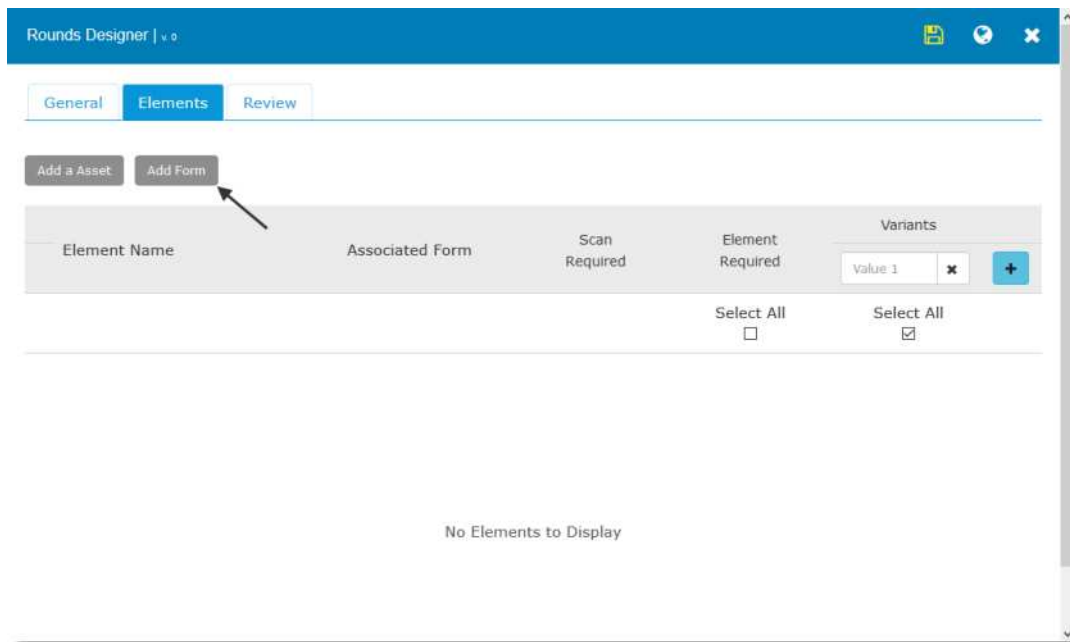 Rounds Designer | v 0
General Elements Review
Add a Asset Add Form
Variants
Element Name Associated Form Scan Required Element Required
Value 1
Select All Select All
No Elements to Display